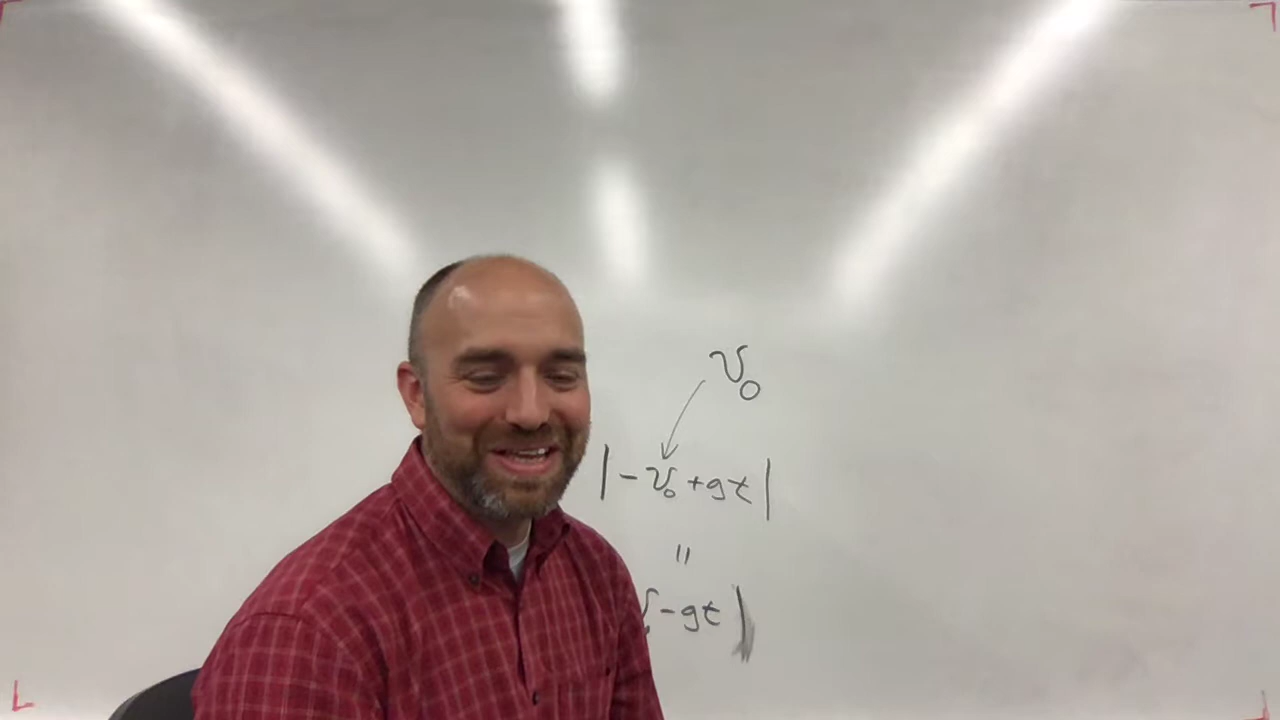 v₀
|-v₀+gt|
"
-gt|